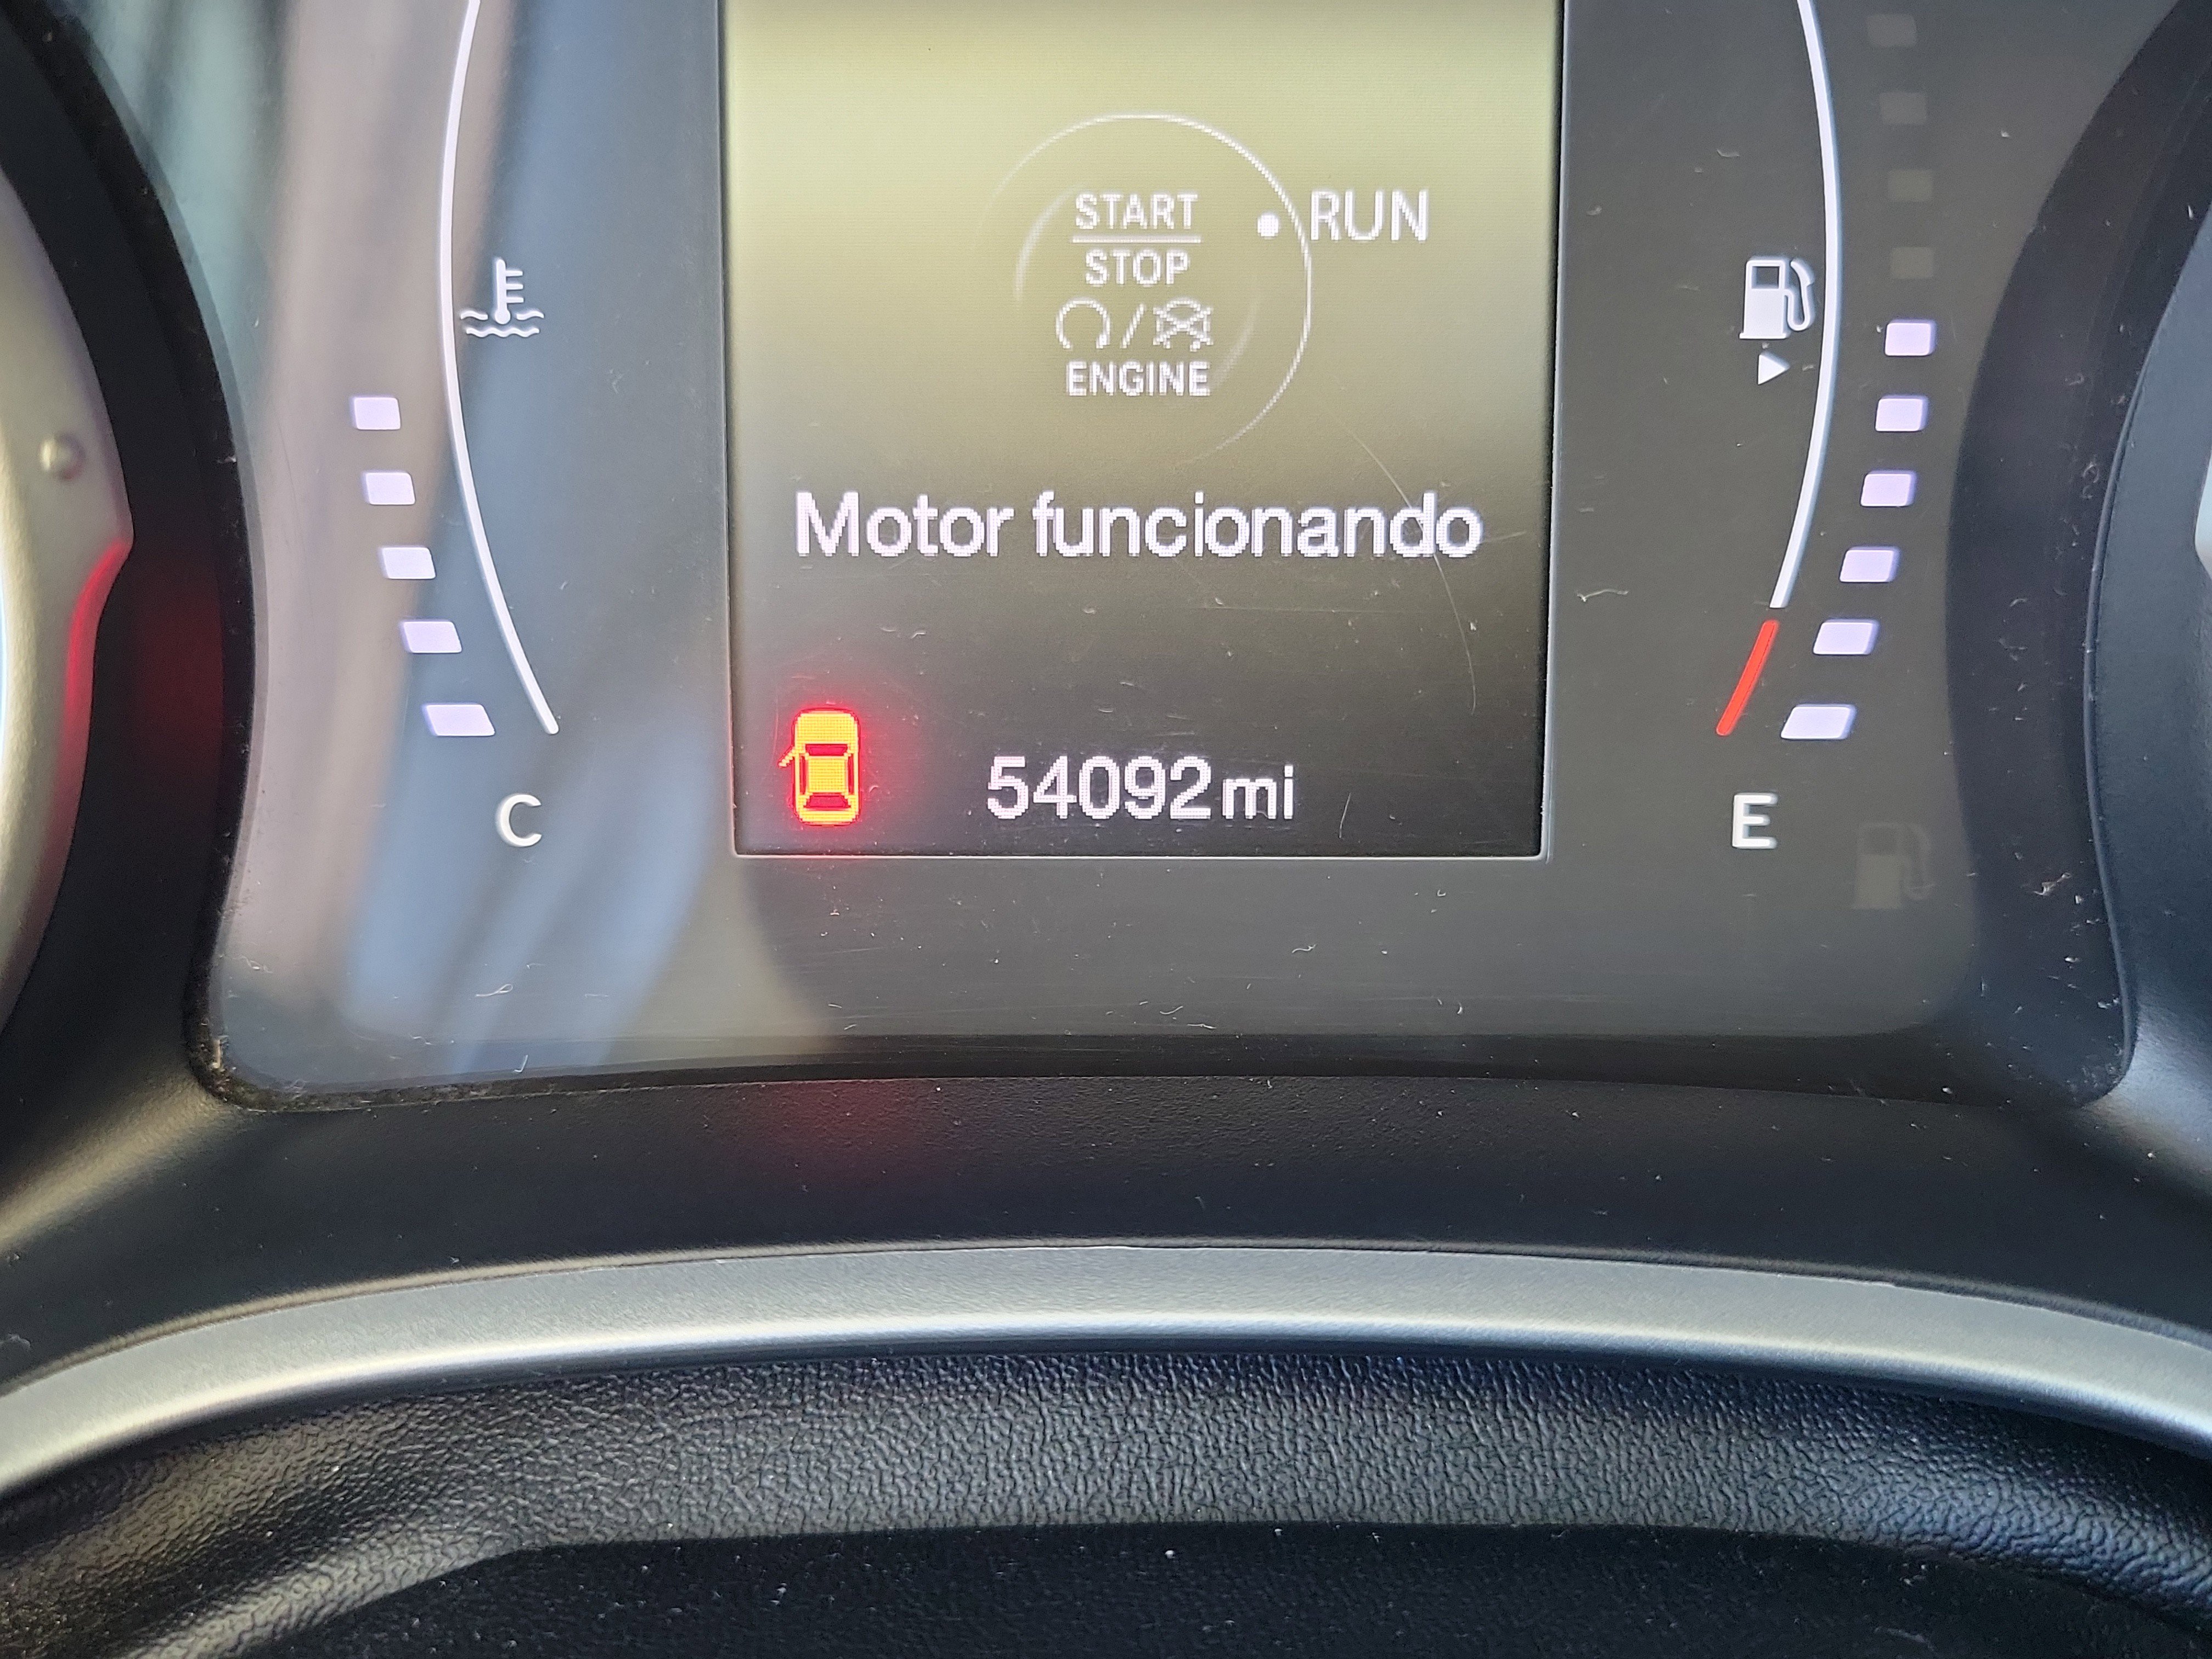 START
STOP
RUN
ENGINE
Motor funcionando
54092 mi
C
E